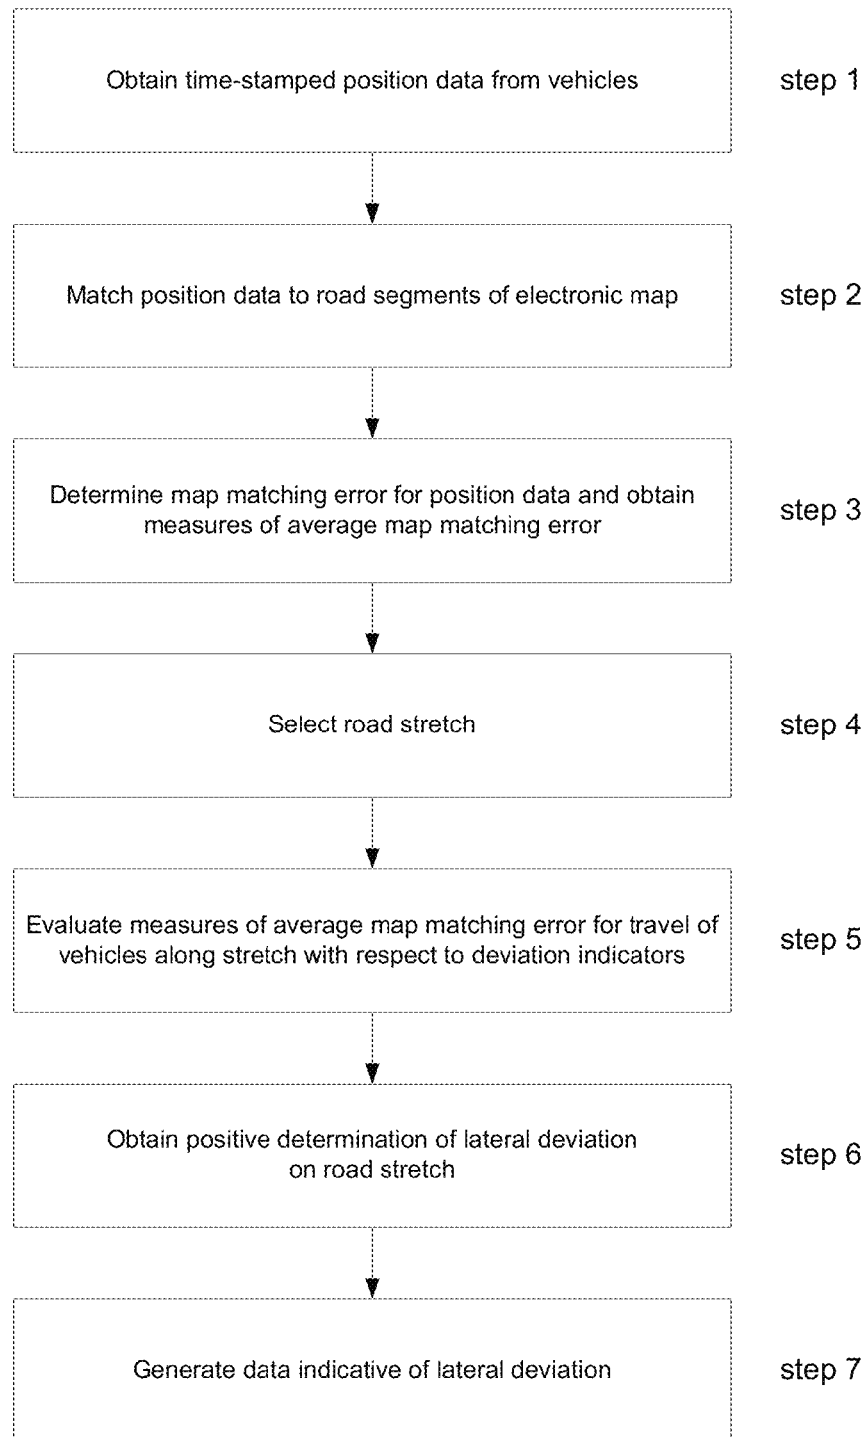 Obtain time-stamped position data from vehicles
step 1
Match position data to road segments of electronic map
step 2
Determine map matching error for position data and obtain
measures of average map matching error
step 3
Select road stretch
step 4
Evaluate measures of average map matching error for travel of
vehicles along stretch with respect to deviation indicators
step 5
Obtain positive determination of lateral deviation
on road stretch
step 6
Generate data indicative of lateral deviation
step 7